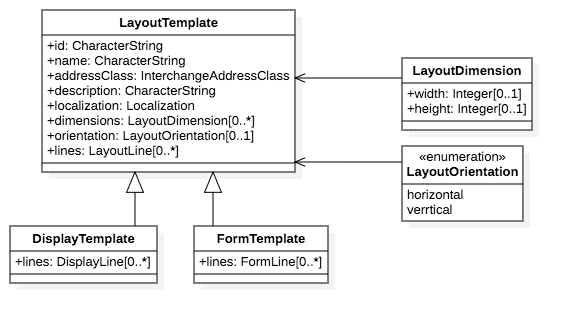 LayoutTemplate
+id: CharacterString
+name: CharacterString
+addressClass: InterchangeAddressClass
+description: CharacterString
+localization: Localization
+dimensions: LayoutDimension[0..*]
+orientation: LayoutOrientation[0..1]
+lines: LayoutLine[0..*]
LayoutDimension
+width: Integer[0..1]
+height: Integer[0..1]
«enumeration»
LayoutOrientation
horizontal
verrtical
DisplayTemplate
+lines: DisplayLine[0..*]
FormTemplate
+lines: FormLine[0..*]